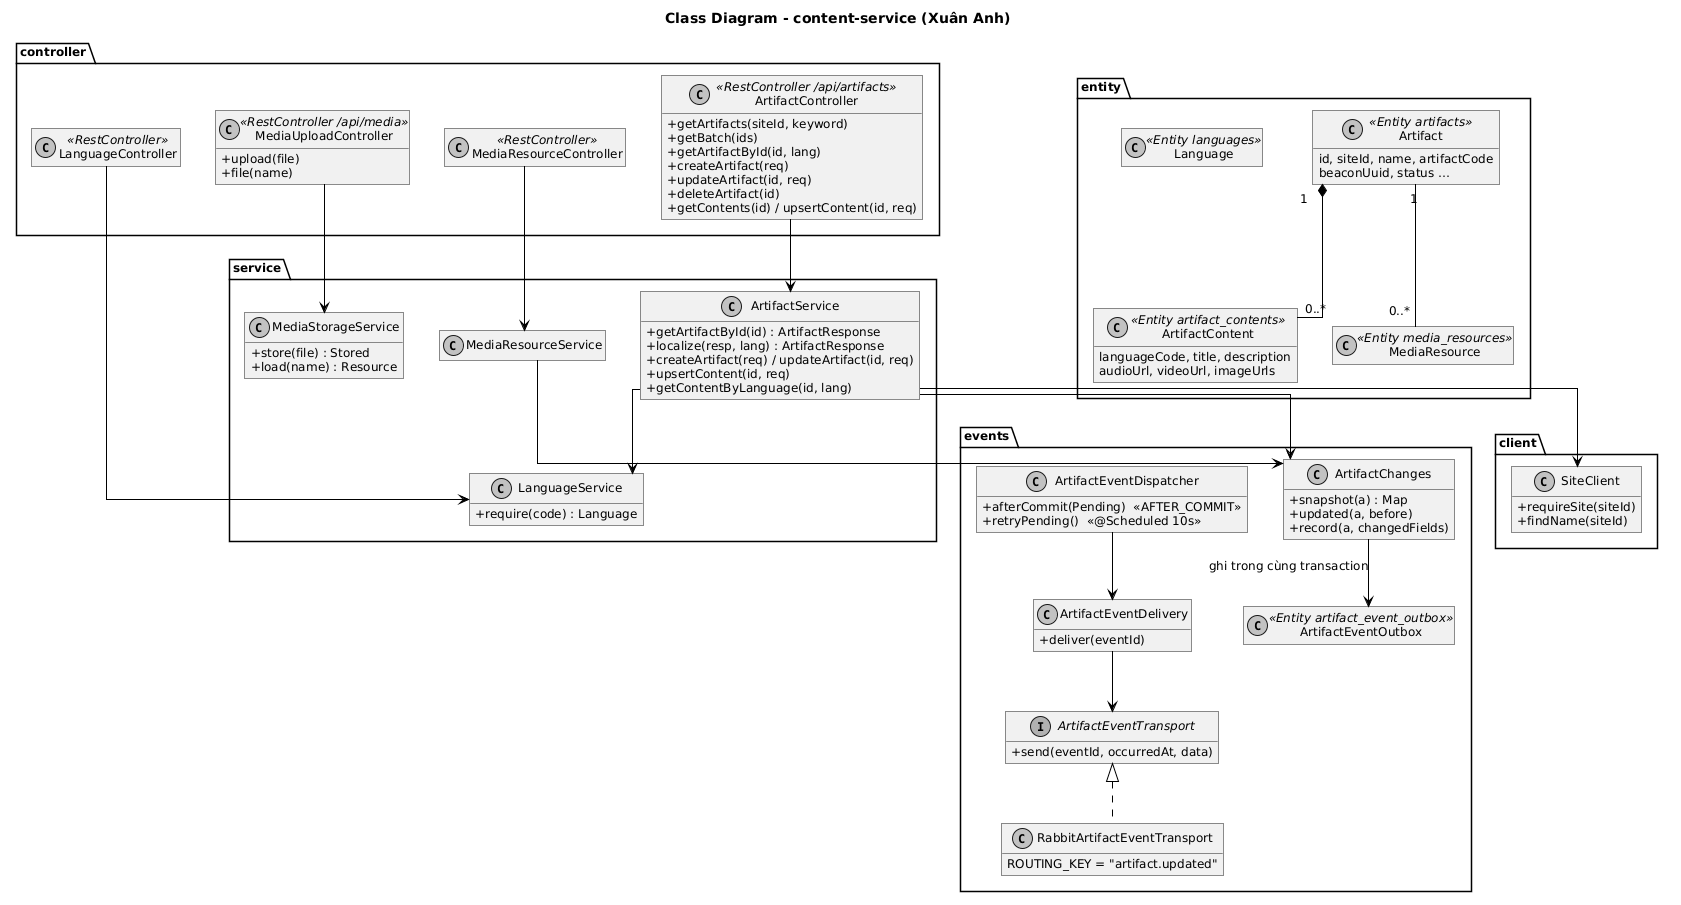 Class Diagram - content-service (Xuân Anh)
controller
«RestController»
LanguageController
«RestController /api/media»
MediaUploadController
+upload(file)
+file(name)
«RestController»
MediaResourceController
«RestController /api/artifacts»
ArtifactController
+getArtifacts(siteId, keyword)
+getBatch(ids)
+getArtifactById(id, lang)
+createArtifact(req)
+updateArtifact(id, req)
+deleteArtifact(id)
+getContents(id) / upsertContent(id, req)
entity
«Entity languages»
Language
«Entity artifacts»
Artifact
id, siteId, name, artifactCode
beaconUuid, status ...
1
1
0..*
0..*
«Entity artifact_contents»
ArtifactContent
languageCode, title, description
audioUrl, videoUrl, imageUrls
«Entity media_resources»
MediaResource
service
MediaStorageService
+store(file) : Stored
+load(name) : Resource
MediaResourceService
ArtifactService
+getArtifactById(id) : ArtifactResponse
+localize(resp, lang) : ArtifactResponse
+createArtifact(req) / updateArtifact(id, req)
+upsertContent(id, req)
+getContentByLanguage(id, lang)
LanguageService
+require(code) : Language
events
ArtifactEventDispatcher
+afterCommit(Pending)  «AFTER_COMMIT»
+retryPending()  «@Scheduled 10s»
ArtifactChanges
+snapshot(a) : Map
+updated(a, before)
+record(a, changedFields)
ghi trong cùng transaction
ArtifactEventDelivery
+deliver(eventId)
«Entity artifact_event_outbox»
ArtifactEventOutbox
ArtifactEventTransport
+send(eventId, occurredAt, data)
RabbitArtifactEventTransport
ROUTING_KEY = "artifact.updated"
client
SiteClient
+requireSite(siteId)
+findName(siteId)